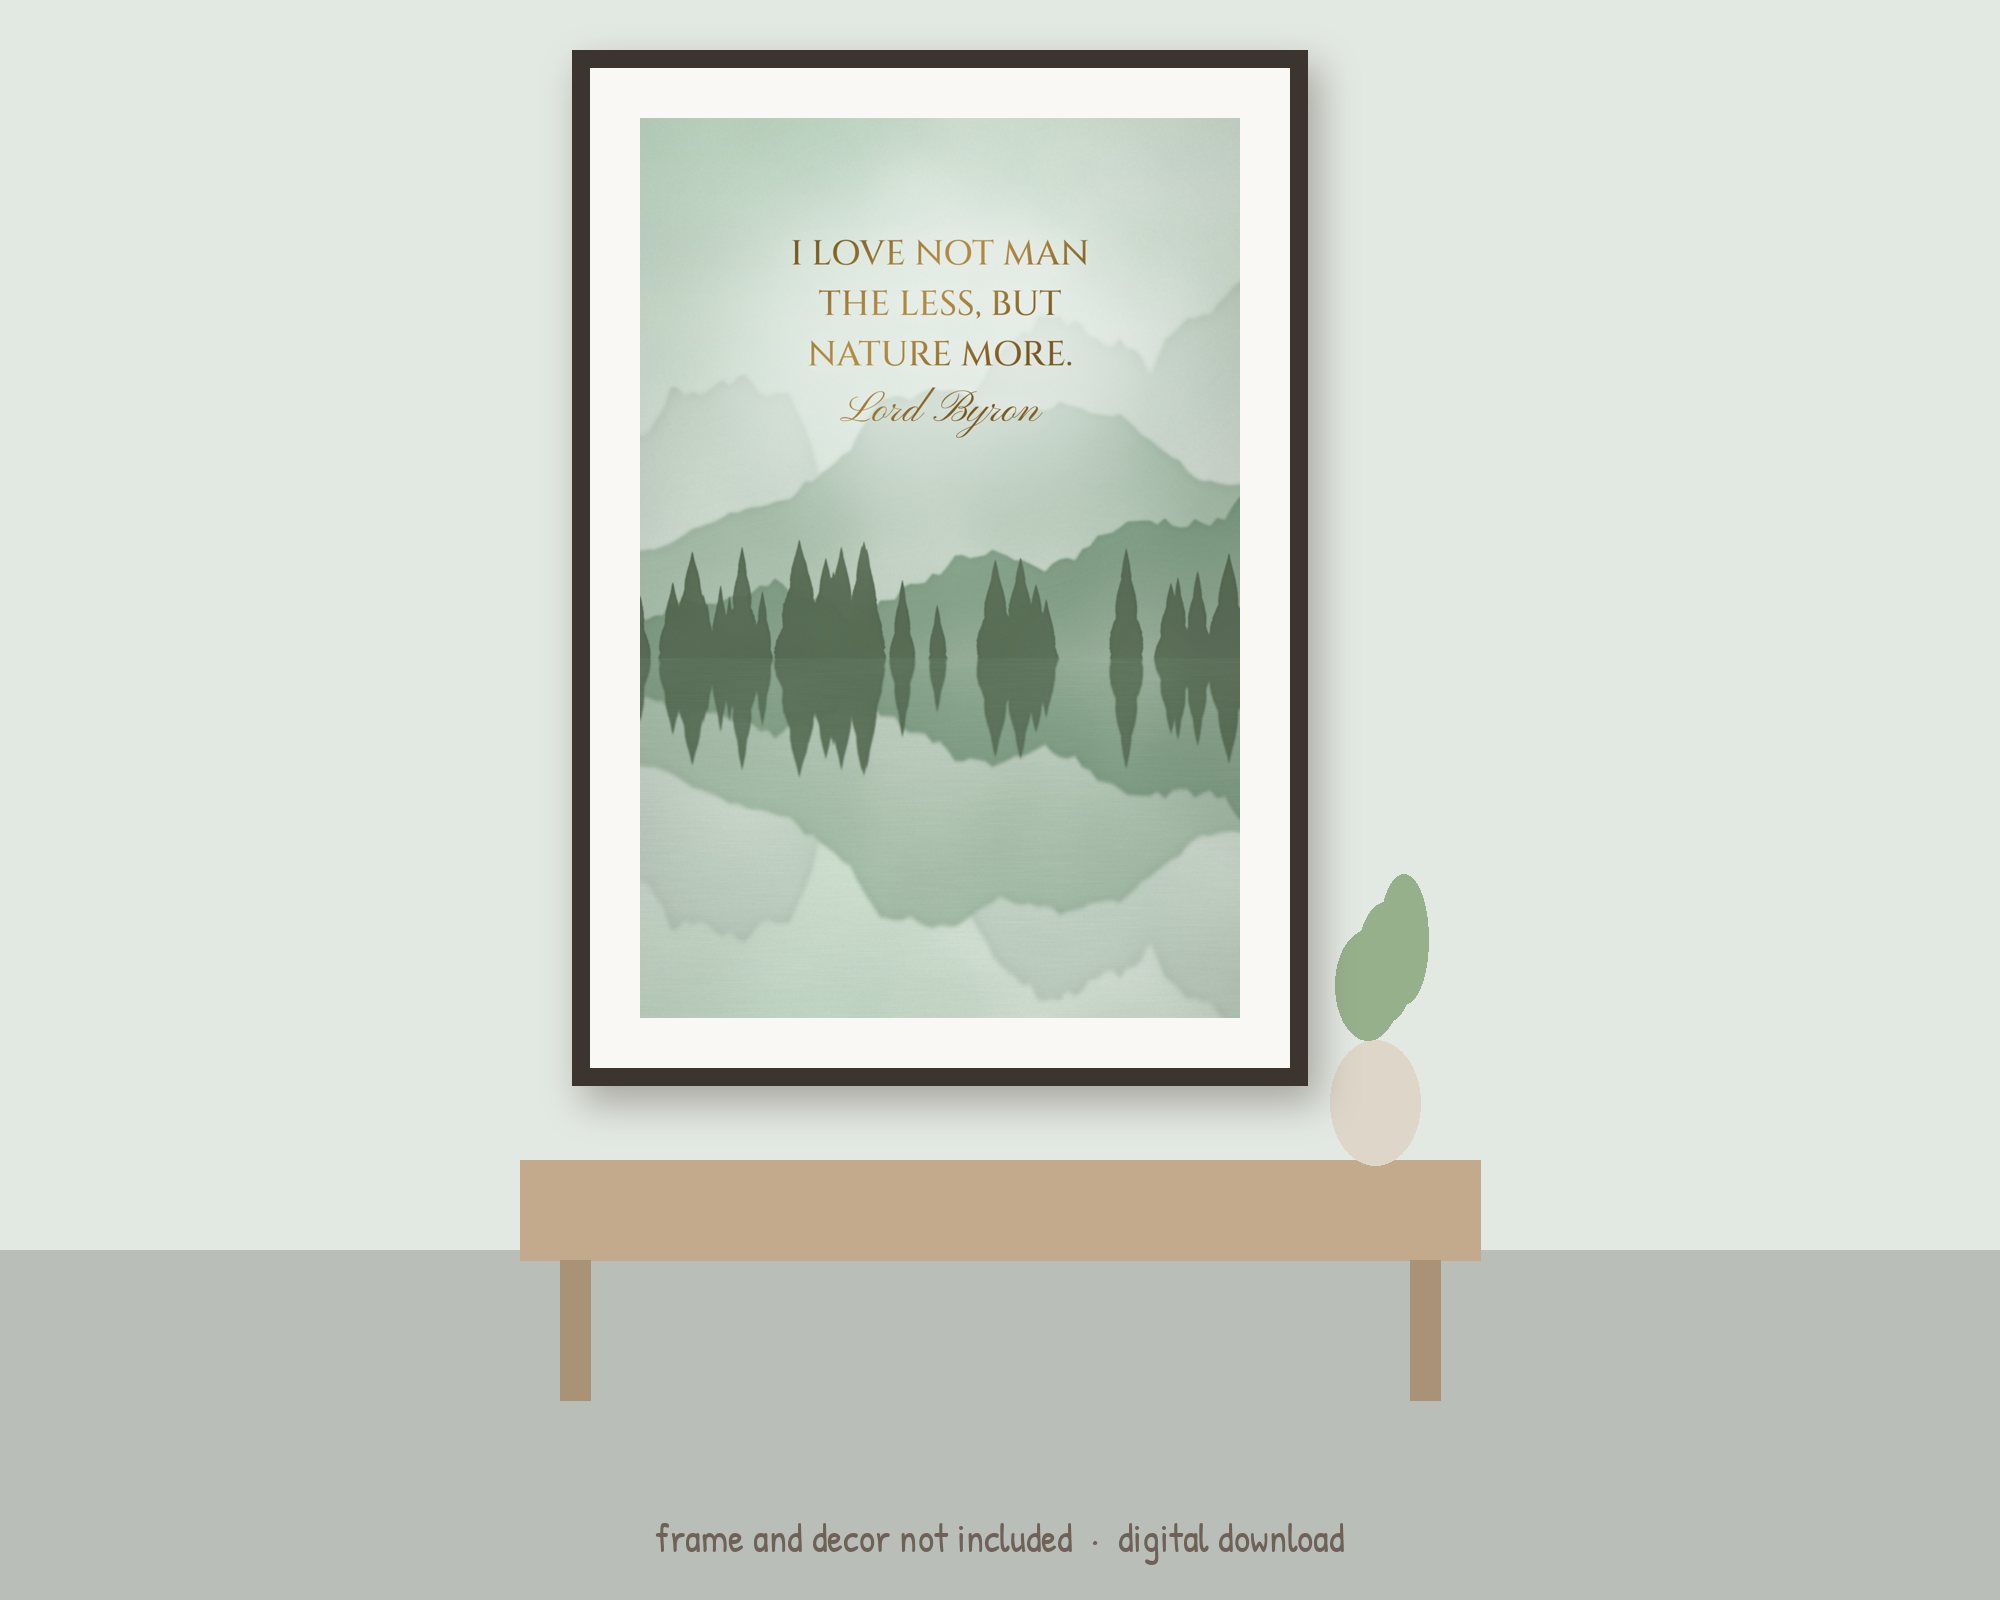 I LOVE NOT MAN
THE LESS, BUT
NATURE MORE.
Lord Byron
frame and decor not included · digital download